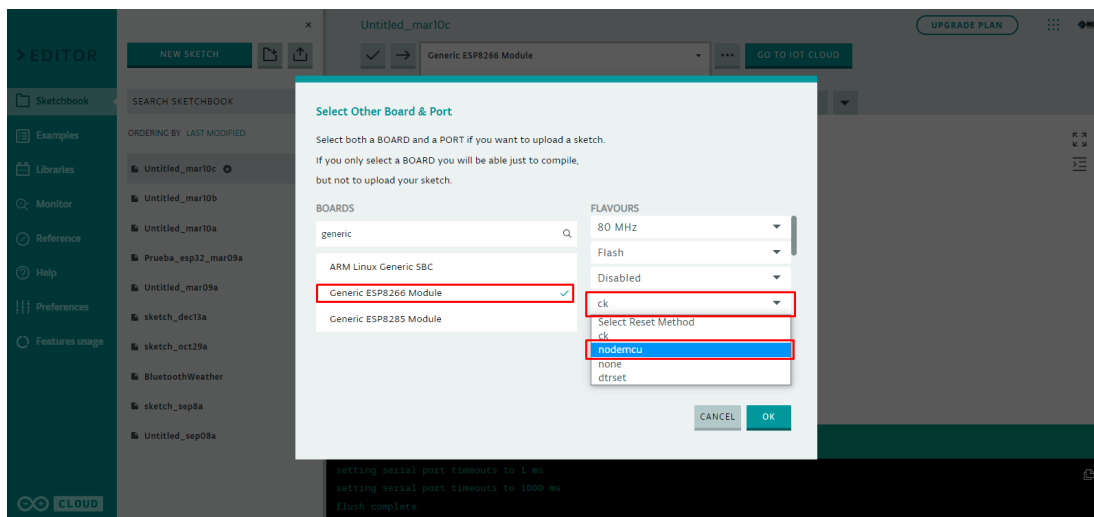 Untitled_mar10c
UPGRADE PLAN
EDITOR
NEW SKETCH
Generic ESP8266 Module
GO TO IOT CLOUD
Sketchbook
Examples
Libraries
Monitor
Reference
Help
Preferences
Features usage
CLOUD
SEARCH SKETCHBOOK
ORDERING BY LAST MODIFIED
Untitled_mar10c
Untitled_mar10b
Untitled_mar10a
Prueba_esp32_mar09a
Untitled_mar09a
sketch_dec13a
sketch_oct29a
BluetoothWeather
sketch_sep8a
Untitled_sep08a
Select Other Board & Port
Select both a BOARD and a PORT if you want to upload a sketch.
If you only select a BOARD you will be able just to compile,
but not to upload your sketch.
BOARDS
generic
ARM Linux Generic SBC
Generic ESP8266 Module
Generic ESP8285 Module
FLAVOURS
80 MHz
Flash
Disabled
ck
Select Reset Method
ck
nodemcu
none
dtrset
CANCEL
OK
setting serial port timeouts to 1 ms
setting serial port timeouts to 1000 ms
flush complete